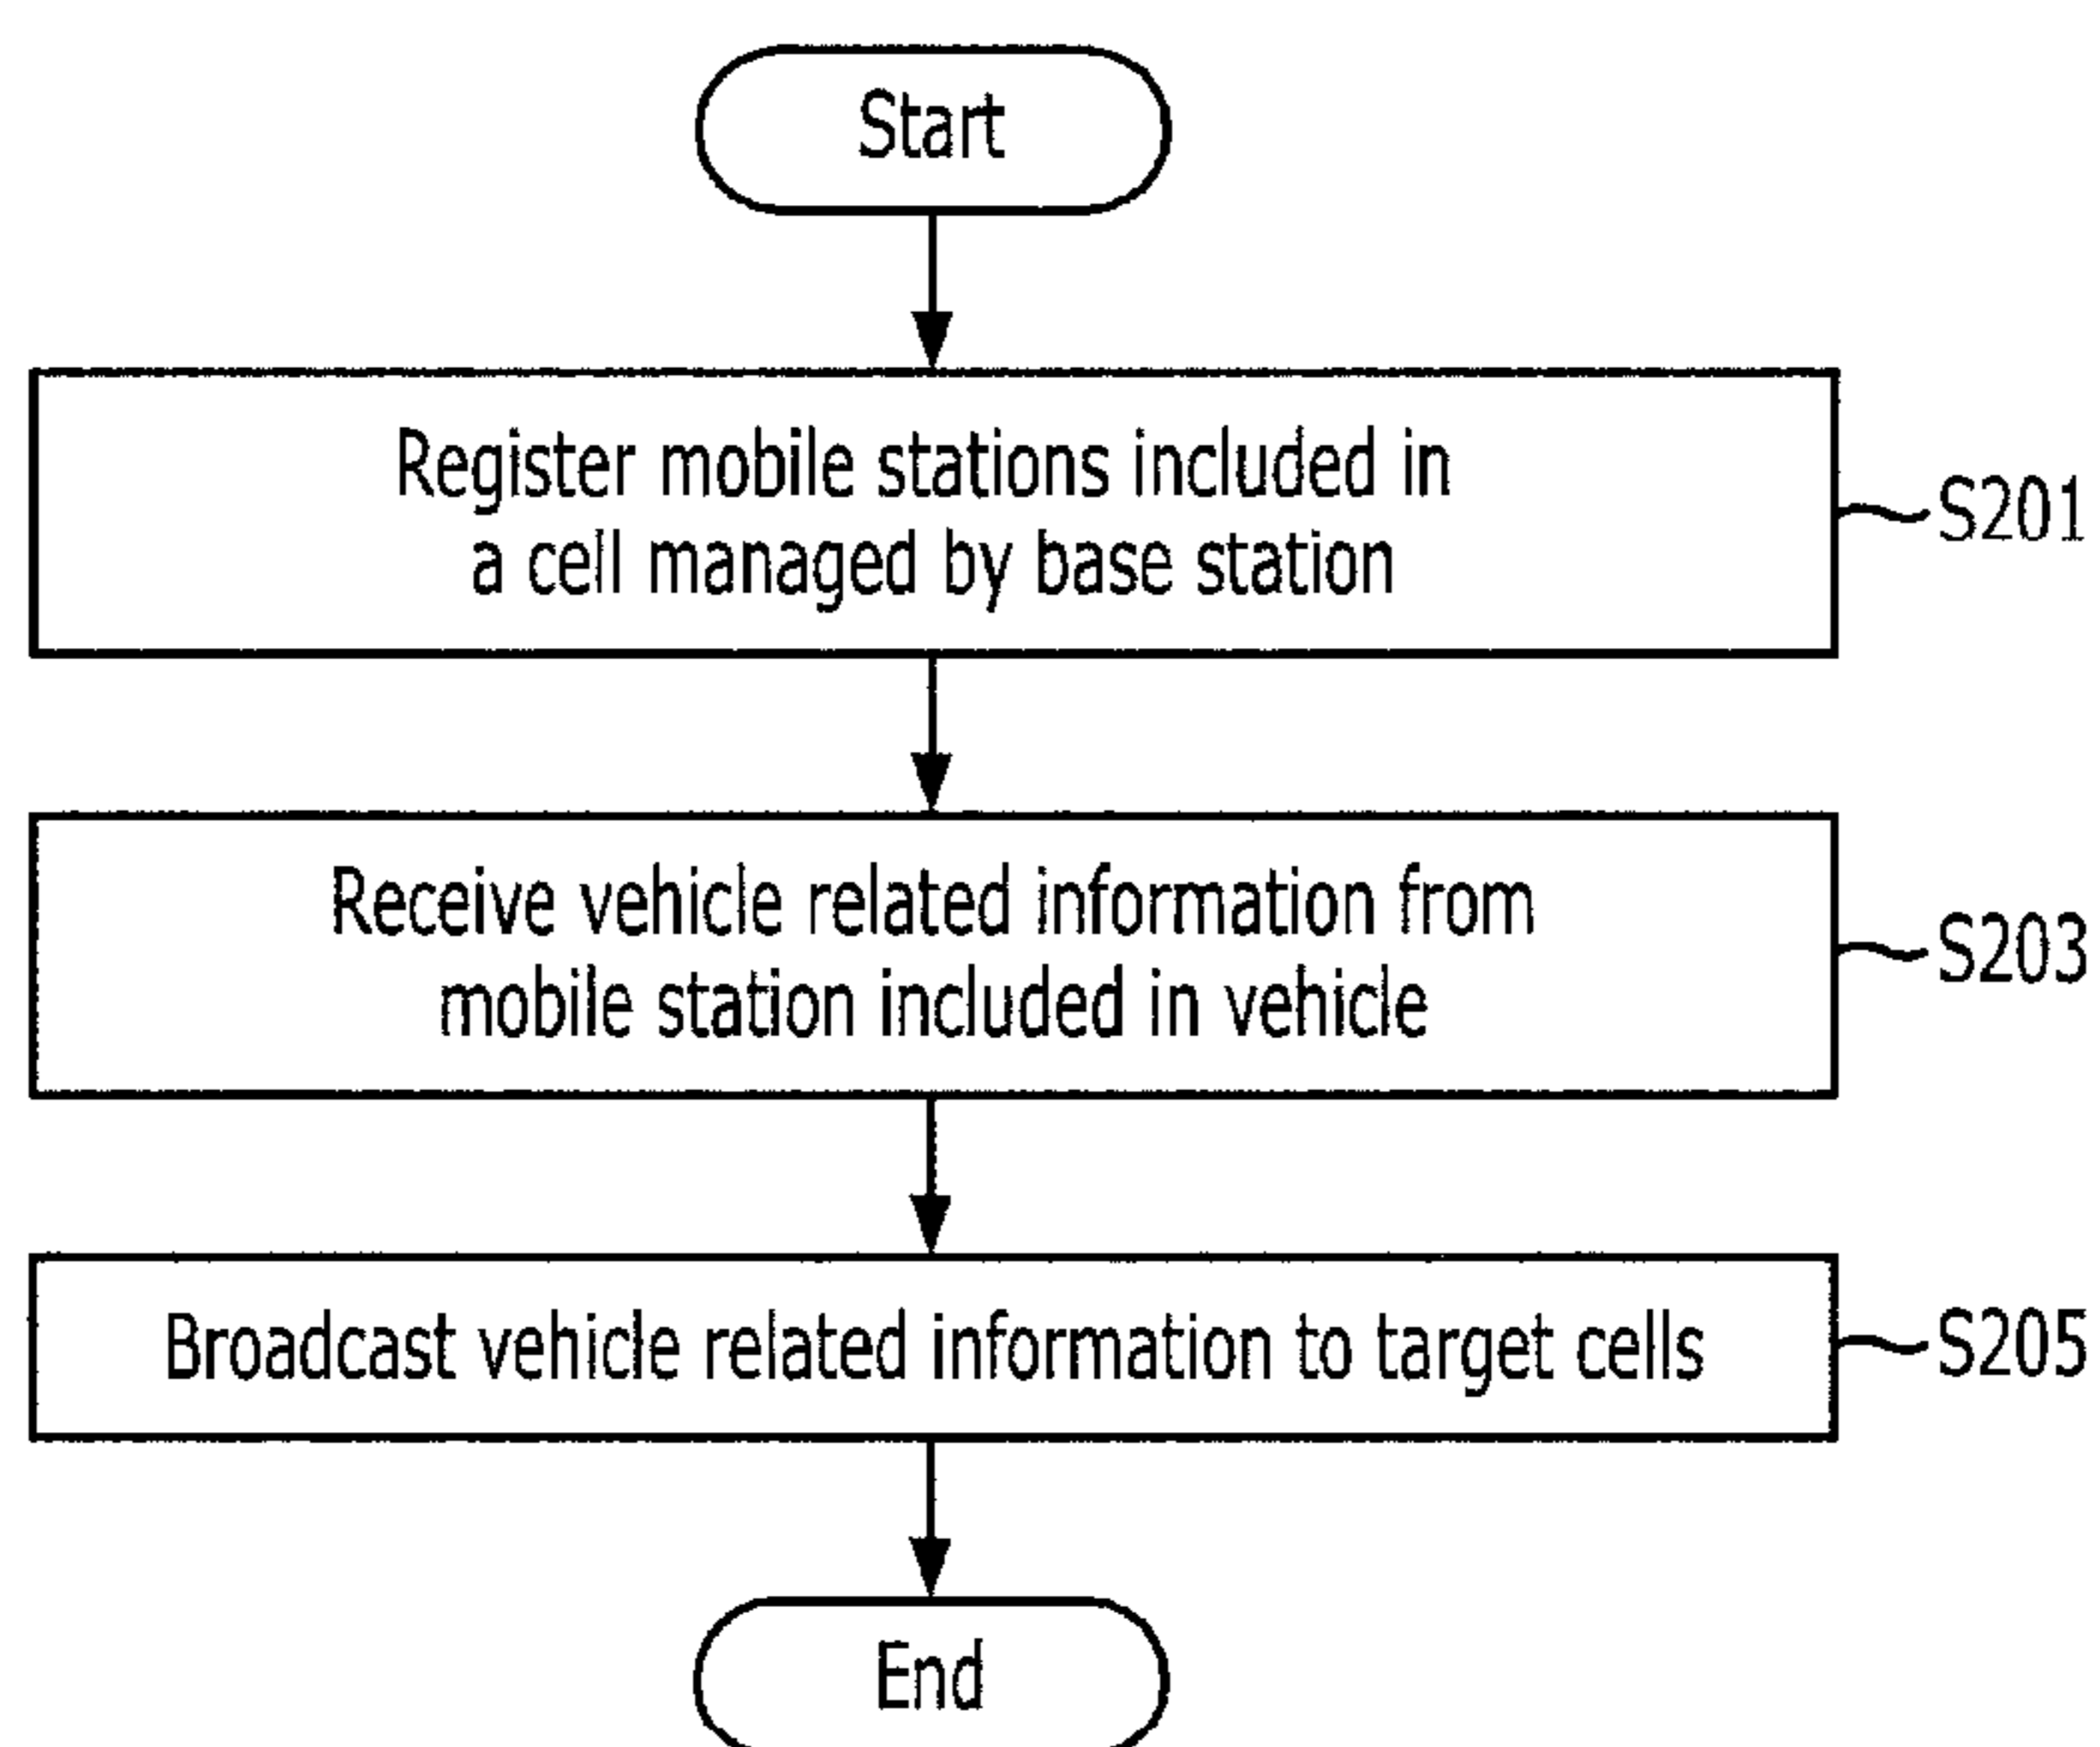 Start
Register mobile stations included in
a cell managed by base station
S201
Receive vehicle related information from
mobile station included in vehicle
S203
Broadcast vehicle related information to target cells
S205
End